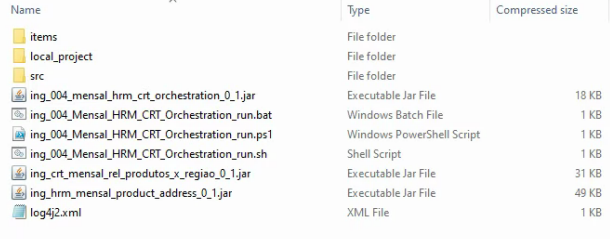 Name Type Compressed size
items File folder
local_project File folder
src File folder
ing_004_mensal_hrm_crt_orchestration_0_1.jar Executable Jar File 18 KB
ing_004_Mensal_HRM_CRT_Orchestration_run.bat Windows Batch File 1 KB
ing_004_Mensal_HRM_CRT_Orchestration_run.ps1 Windows PowerShell Script 1 KB
ing_004_Mensal_HRM_CRT_Orchestration_run.sh Shell Script 1 KB
ing_crt_mensal_rel_produtos_x_regiao_0_1.jar Executable Jar File 31 KB
ing_hrm_mensal_product_address_0_1.jar Executable Jar File 49 KB
log4j2.xml XML File 1 KB